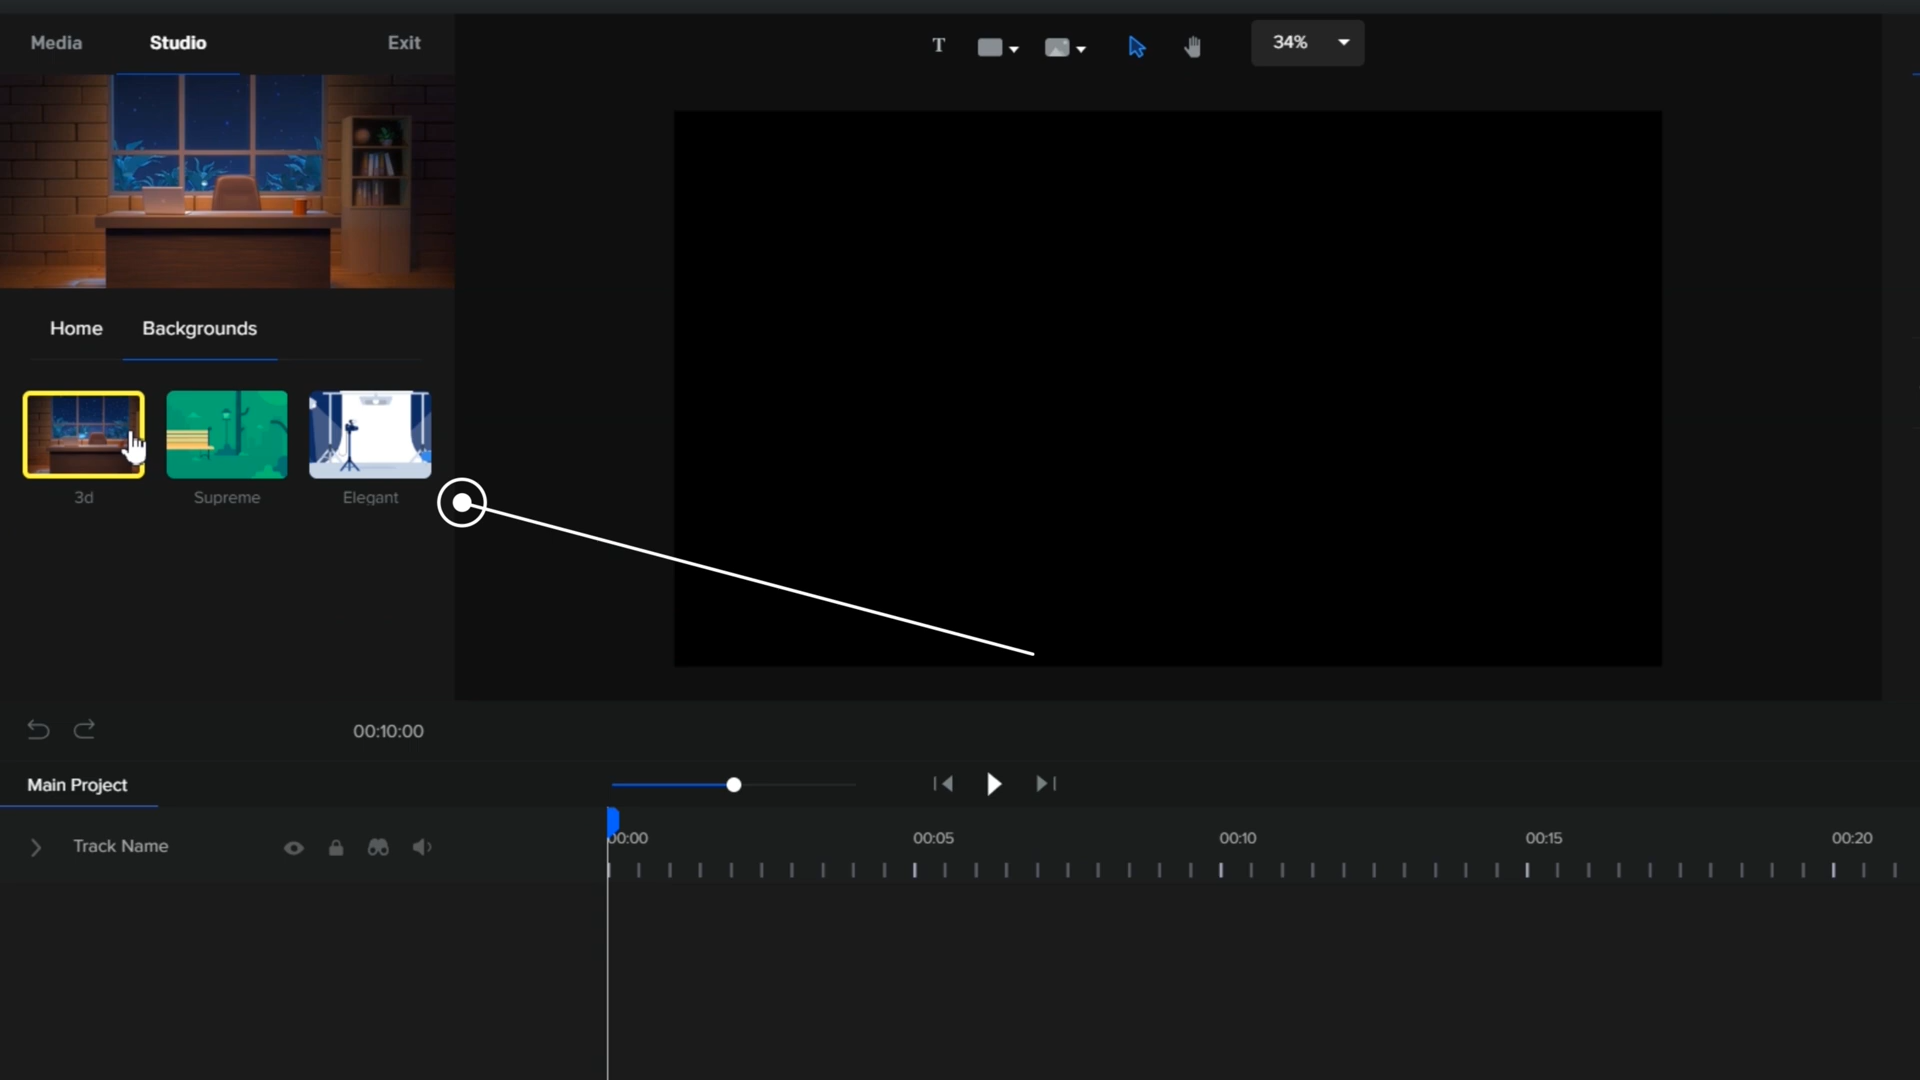 Media Studio Exit
T 34%
Home Backgrounds
3d Supreme Elegant
00:10:00
Main Project
Track Name
00:00 00:05 00:10 00:15 00:20